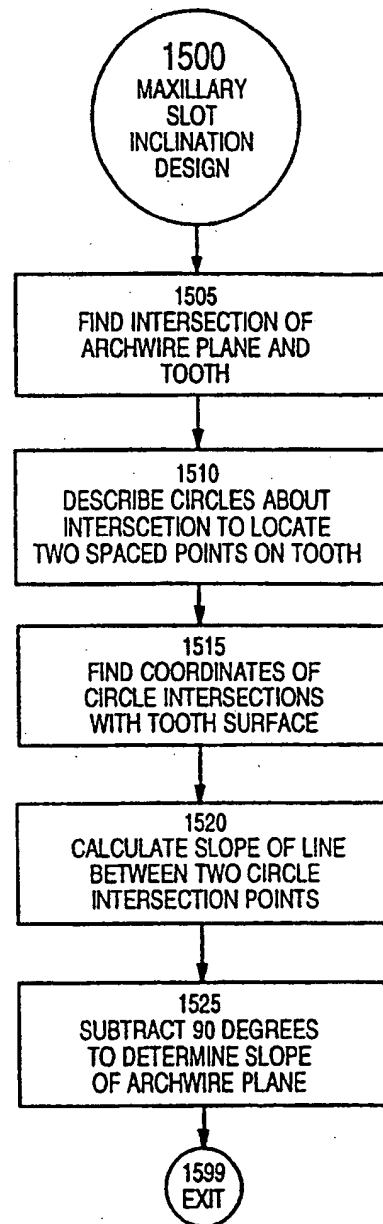 1500
MAXILLARY
SLOT
INCLINATION
DESIGN
1505
FIND INTERSECTION OF
ARCHWIRE PLANE AND
TOOTH
1510
DESCRIBE CIRCLES ABOUT
INTERSCETION TO LOCATE
TWO SPACED POINTS ON TOOTH
1515
FIND COORDINATES OF
CIRCLE INTERSECTIONS
WITH TOOTH SURFACE
1520
CALCULATE SLOPE OF LINE
BETWEEN TWO CIRCLE
INTERSECTION POINTS
1525
SUBTRACT 90 DEGREES
TO DETERMINE SLOPE
OF ARCHWIRE PLANE
1599
EXIT